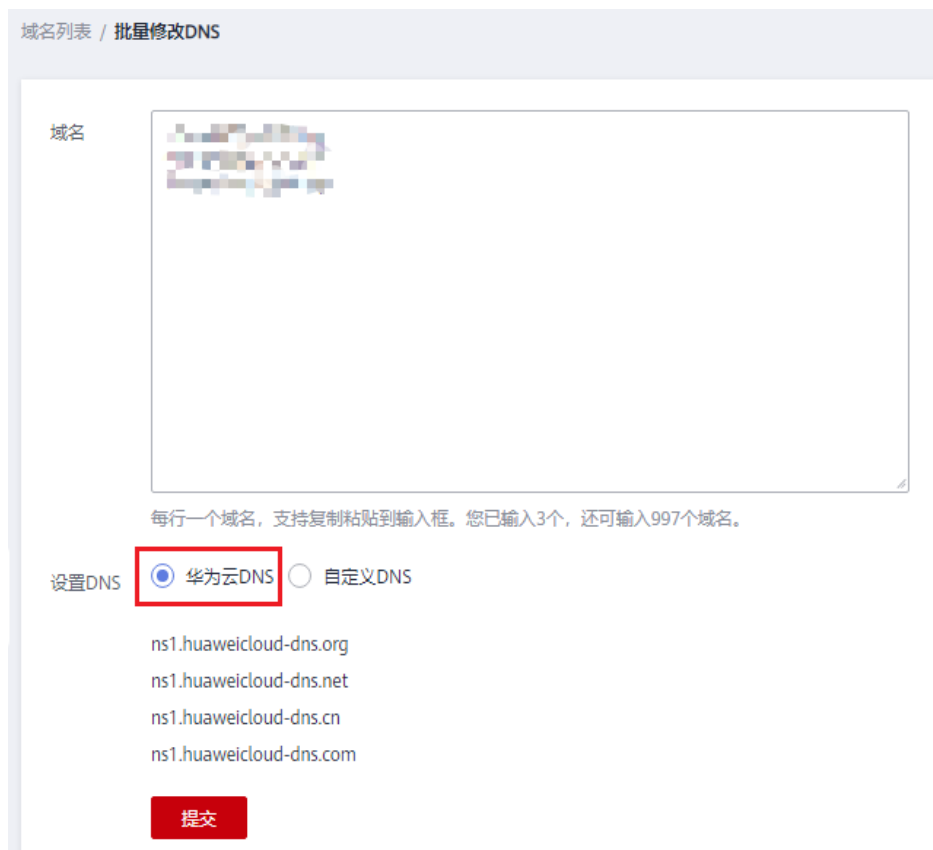 域名列表 / 批量修改DNS
域名
每行一个域名，支持复制粘贴到输入框。您已输入3个，还可输入997个域名。
设置DNS 华为云DNS 自定义DNS
ns1.huaweicloud-dns.org
ns1.huaweicloud-dns.net
ns1.huaweicloud-dns.cn
ns1.huaweicloud-dns.com
提交